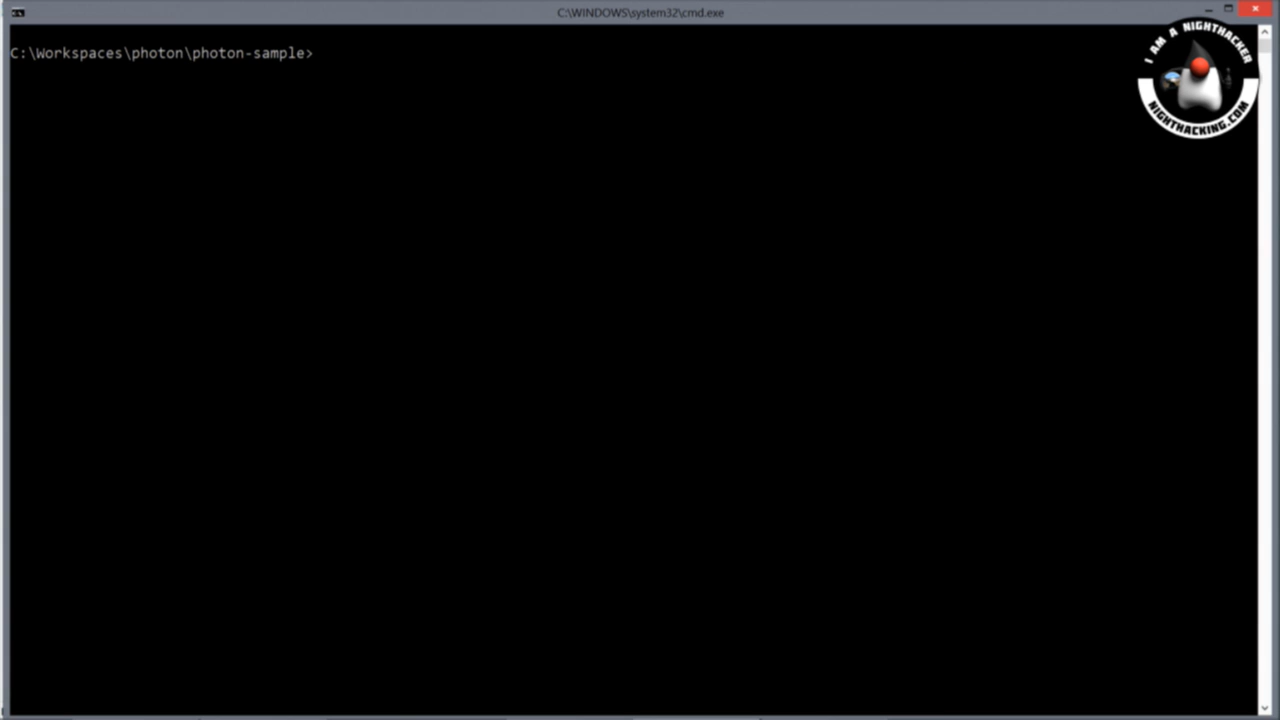 C:\WINDOWS\system32\cmd.exe
C:\Workspaces\photon\photon-sample>
I AM A NIGHTHACKER
NIGHTHACKING.COM